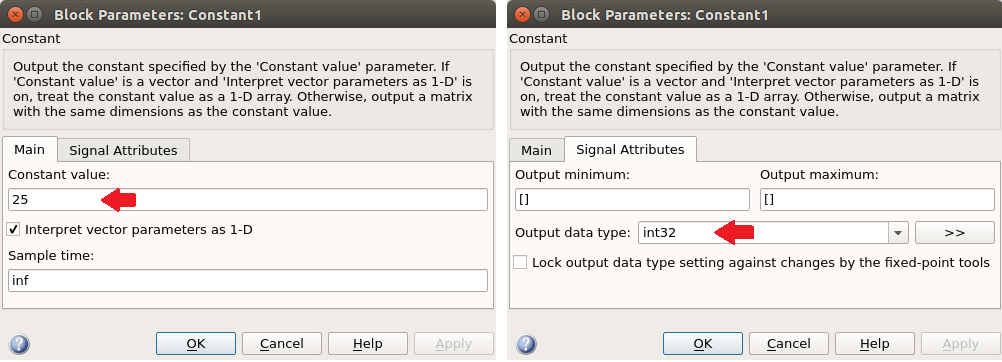 Block Parameters: Constant1
Constant
Output the constant specified by the 'Constant value' parameter. If
'Constant value' is a vector and 'Interpret vector parameters as 1-D' is
on, treat the constant value as a 1-D array. Otherwise, output a matrix
with the same dimensions as the constant value.
Main Signal Attributes
Constant value:
25
Interpret vector parameters as 1-D
Sample time:
inf
? OK Cancel Help Apply
Block Parameters: Constant1
Constant
Output the constant specified by the 'Constant value' parameter. If
'Constant value' is a vector and 'Interpret vector parameters as 1-D' is
on, treat the constant value as a 1-D array. Otherwise, output a matrix
with the same dimensions as the constant value.
Main Signal Attributes
Output minimum: Output maximum:
[] []
Output data type: int32 >>
Lock output data type setting against changes by the fixed-point tools
? OK Cancel Help Apply